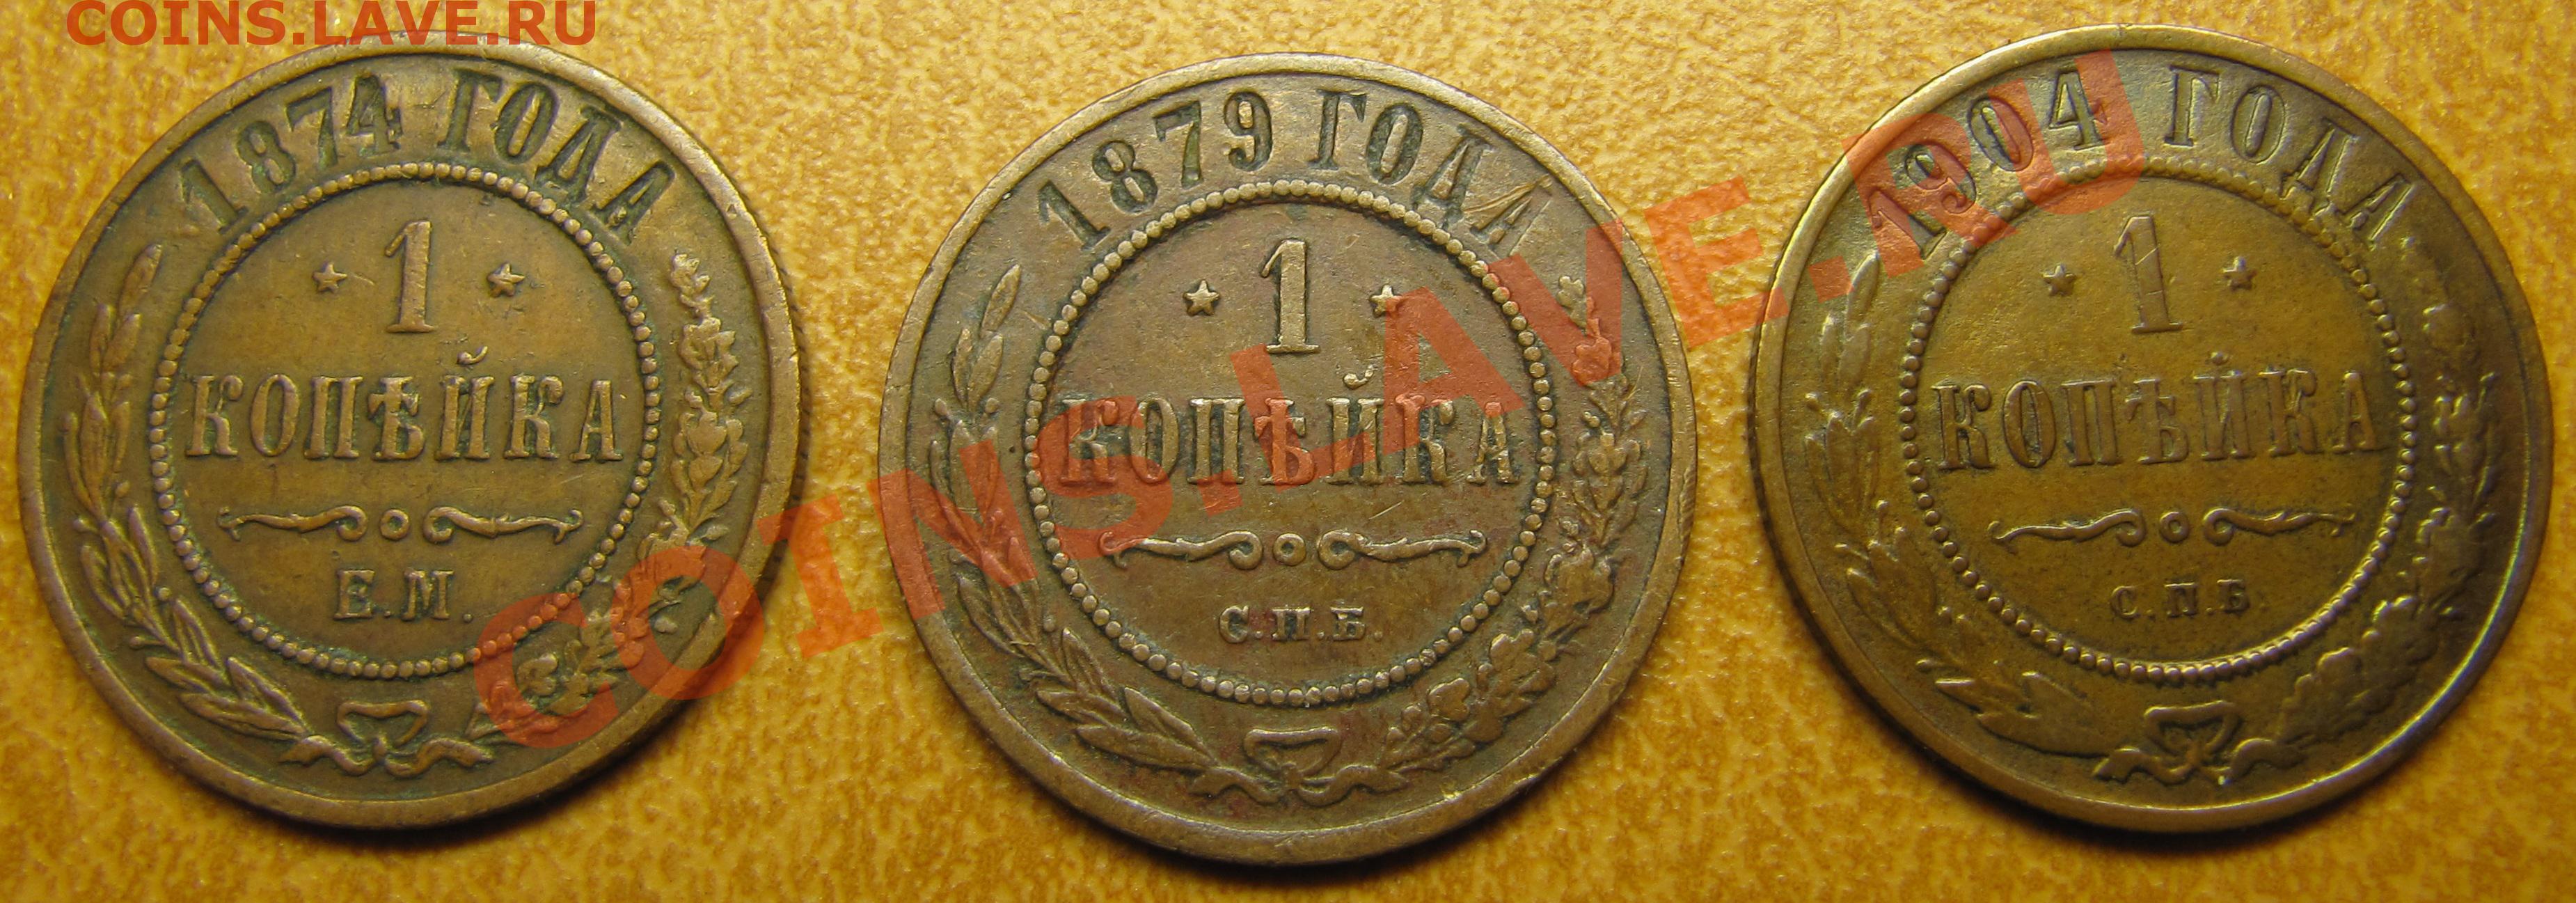 COINS.LAVE.RU
1874 ГОДА
1
КОПѢЙКА
Е.М.
1879 ГОДА
1
КОПѢЙКА
С.П.Б.
1904 ГОДА
1
КОПѢЙКА
С.П.Б.
COINS.LAVE.RU